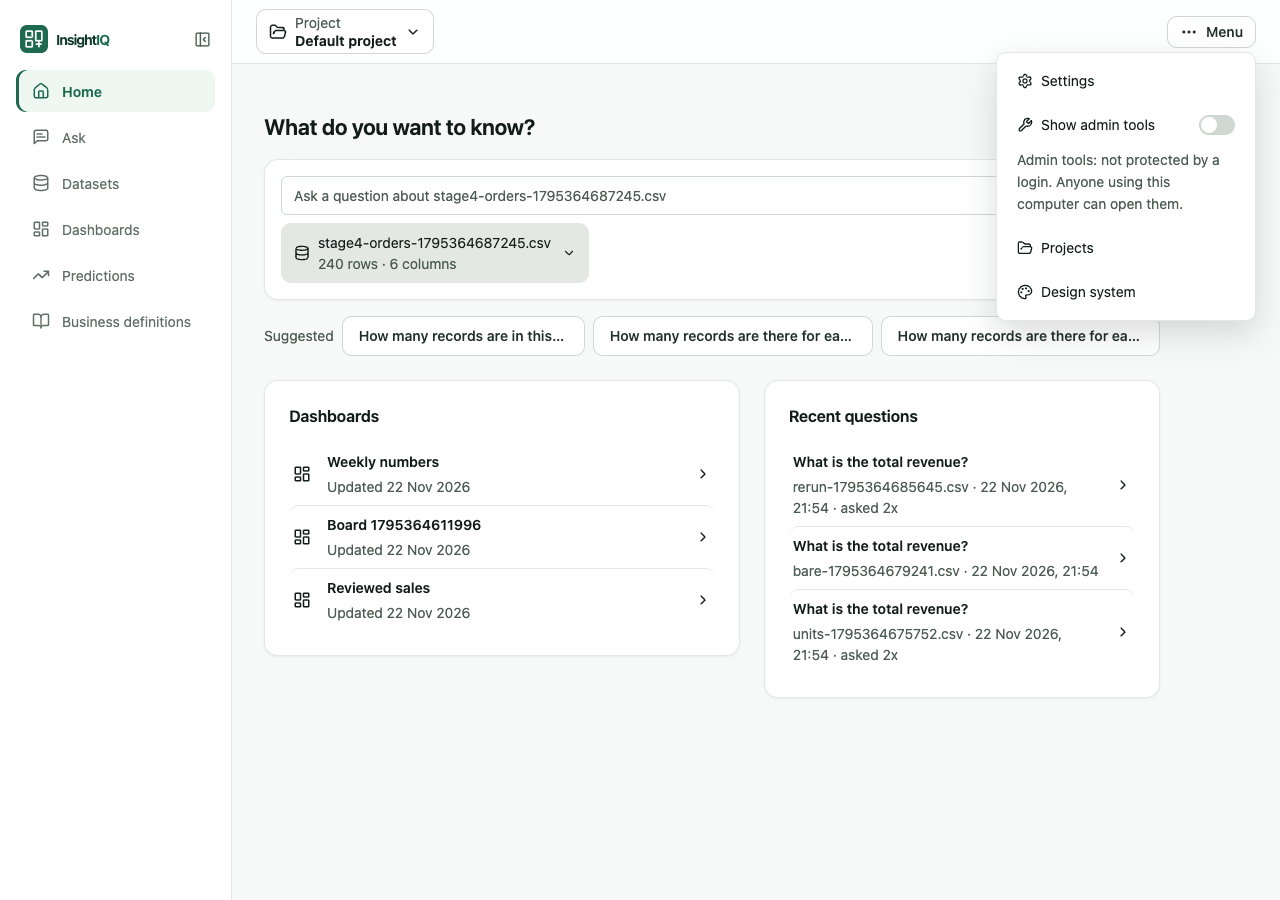 InsightIQ
Home
Ask
Datasets
Dashboards
Predictions
Business definitions
Project
Default project
Menu
Settings
Show admin tools
Admin tools: not protected by a
login. Anyone using this
computer can open them.
Projects
Design system
What do you want to know?
Ask a question about stage4-orders-1795364687245.csv
stage4-orders-1795364687245.csv
240 rows · 6 columns
Suggested
How many records are in this...
How many records are there for ea...
How many records are there for ea...
Dashboards
Weekly numbers
Updated 22 Nov 2026
Board 1795364611996
Updated 22 Nov 2026
Reviewed sales
Updated 22 Nov 2026
Recent questions
What is the total revenue?
rerun-1795364685645.csv · 22 Nov 2026,
21:54 · asked 2x
What is the total revenue?
bare-1795364679241.csv · 22 Nov 2026, 21:54
What is the total revenue?
units-1795364675752.csv · 22 Nov 2026,
21:54 · asked 2x